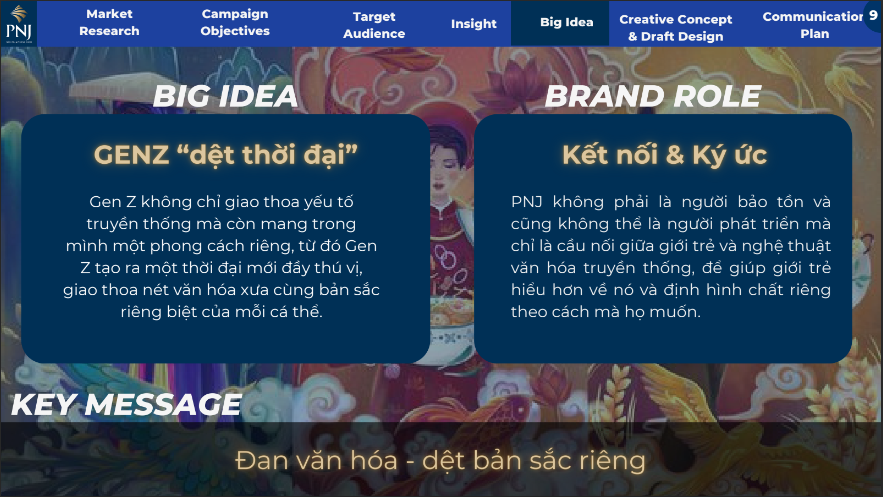 PNJ
Market
Research
Campaign
Objectives
Target
Audience
Insight
Big Idea
Creative Concept
& Draft Design
Communication
Plan
9
BIG IDEA
GENZ “dệt thời đại”
Gen Z không chỉ giao thoa yếu tố
truyền thống mà còn mang trong
mình một phong cách riêng, từ đó Gen
Z tạo ra một thời đại mới đầy thú vị,
giao thoa nét văn hóa xưa cùng bản sắc
riêng biệt của mỗi cá thể.
BRAND ROLE
Kết nối & Ký ức
PNJ không phải là người bảo tồn và
cũng không thể là người phát triển mà
chỉ là cầu nối giữa giới trẻ và nghệ thuật
văn hóa truyền thống, để giúp giới trẻ
hiểu hơn về nó và định hình chất riêng
theo cách mà họ muốn.
KEY MESSAGE
Đan văn hóa - dệt bản sắc riêng